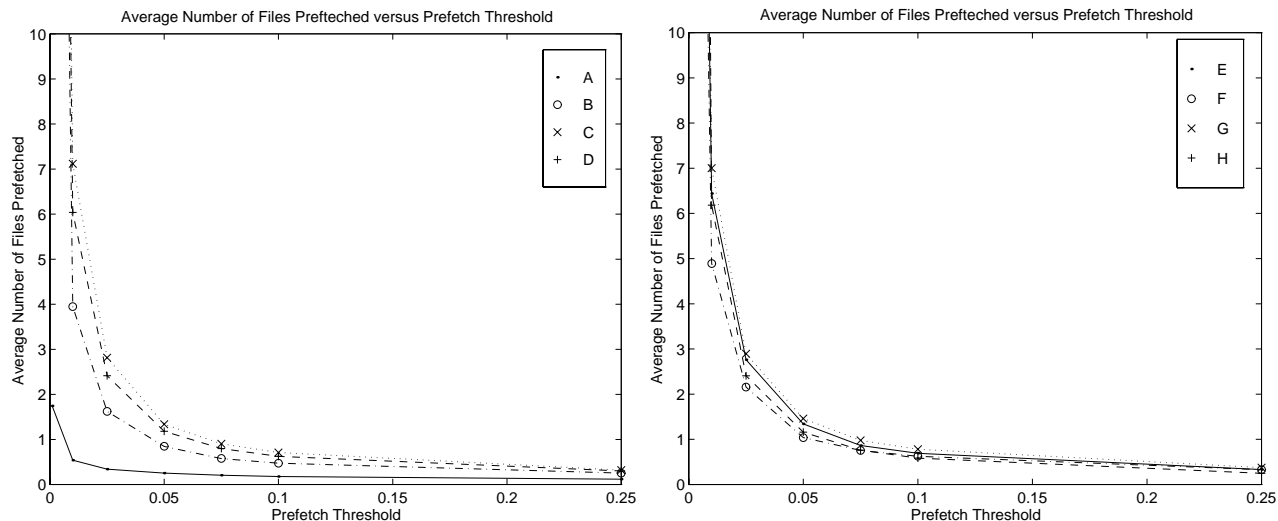 Average Number of Files Prefteched versus Prefetch Threshold
10
9
8
7
6
5
4
3
2
1
0
Average Number of Files Prefetched
0
0.05
0.1
0.15
0.2
0.25
Prefetch Threshold
A
B
C
D
Average Number of Files Prefteched versus Prefetch Threshold
10
9
8
7
6
5
4
3
2
1
0
Average Number of Files Prefetched
0
0.05
0.1
0.15
0.2
0.25
Prefetch Threshold
E
F
G
H